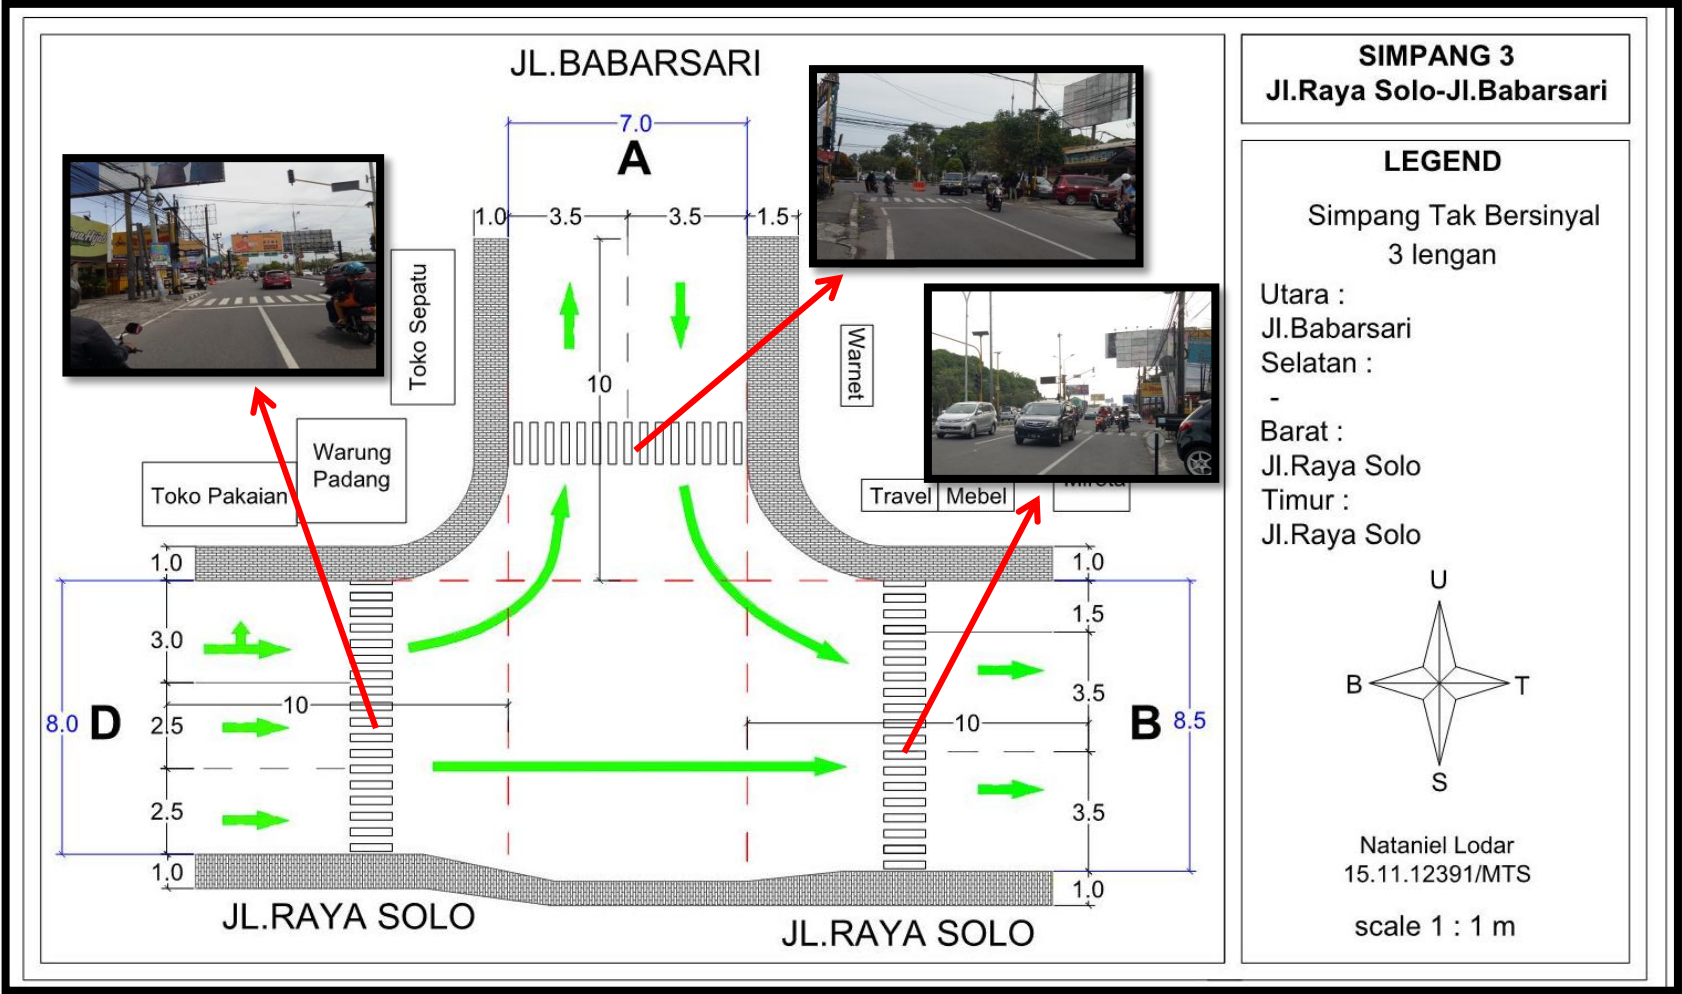 JL.BABARSARI
7.0
A
1.0
3.5
3.5
1.5
10
Toko Sepatu
Warung
Padang
Toko Pakaian
Warnet
Travel
Mebel
1.0
3.0
2.5
2.5
1.0
8.0
D
10
10
1.0
1.5
3.5
3.5
1.0
B
8.5
JL.RAYA SOLO
JL.RAYA SOLO
SIMPANG 3
Jl.Raya Solo-Jl.Babarsari
LEGEND
Simpang Tak Bersinyal
3 lengan
Utara :
Jl.Babarsari
Selatan :
-
Barat :
Jl.Raya Solo
Timur :
Jl.Raya Solo
U
B
T
S
Nataniel Lodar
15.11.12391/MTS
scale 1 : 1 m